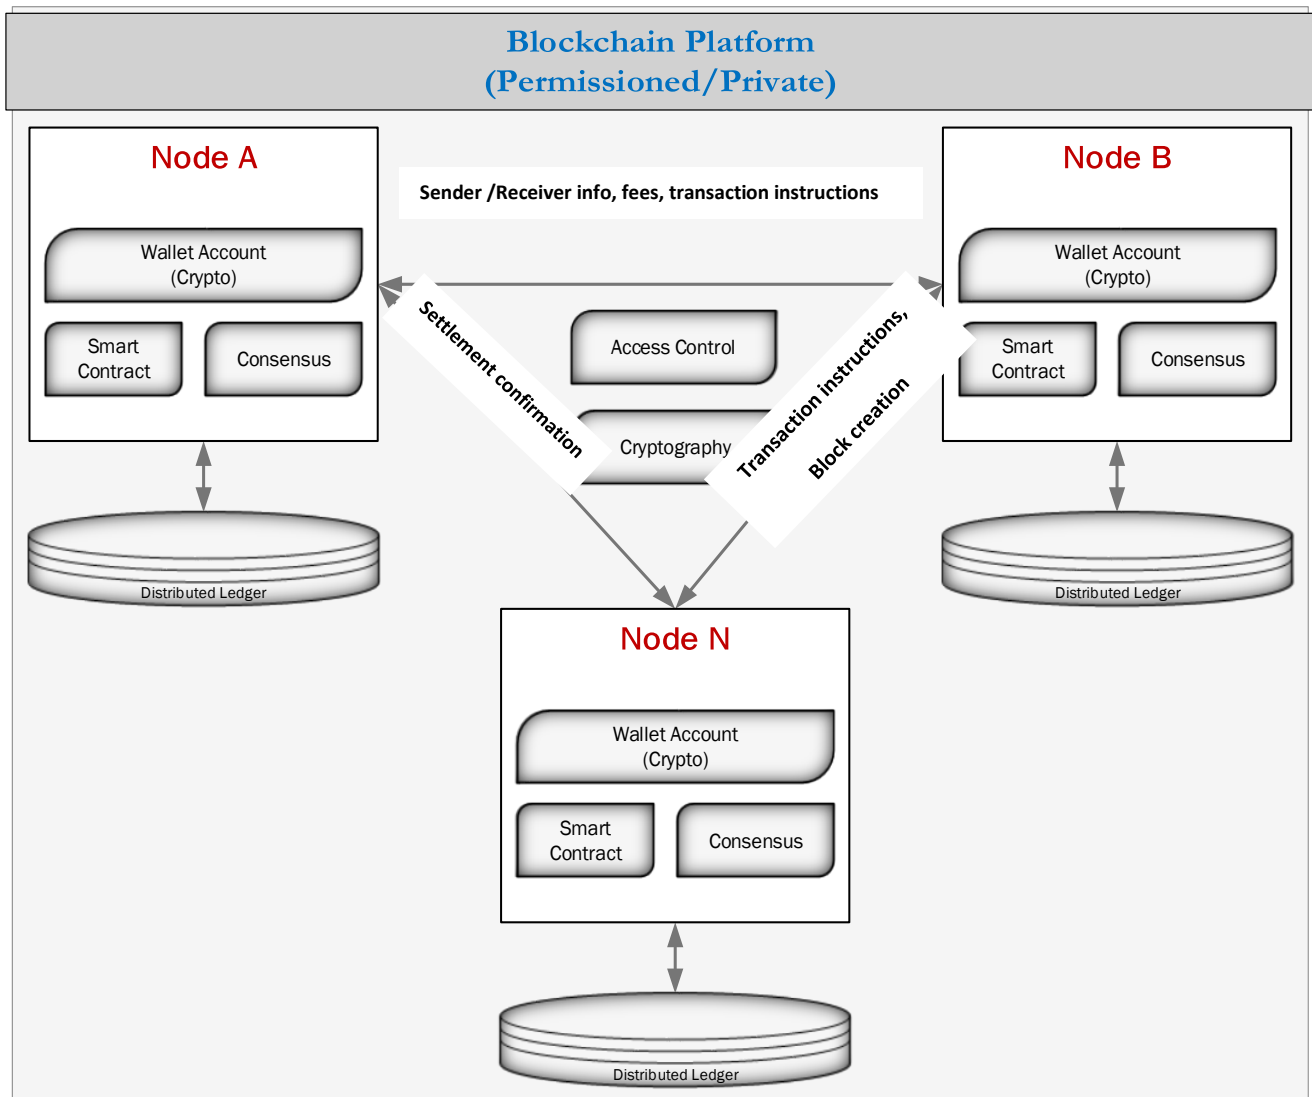 Blockchain Platform
(Permissioned/Private)
Node A
Wallet Account
(Crypto)
Smart
Contract
Consensus
Distributed Ledger
Sender /Receiver info, fees, transaction instructions
Settlement confirmation
Access Control
Cryptography
Transaction instructions,
Block creation
Node B
Wallet Account
(Crypto)
Smart
Contract
Consensus
Distributed Ledger
Node N
Wallet Account
(Crypto)
Smart
Contract
Consensus
Distributed Ledger